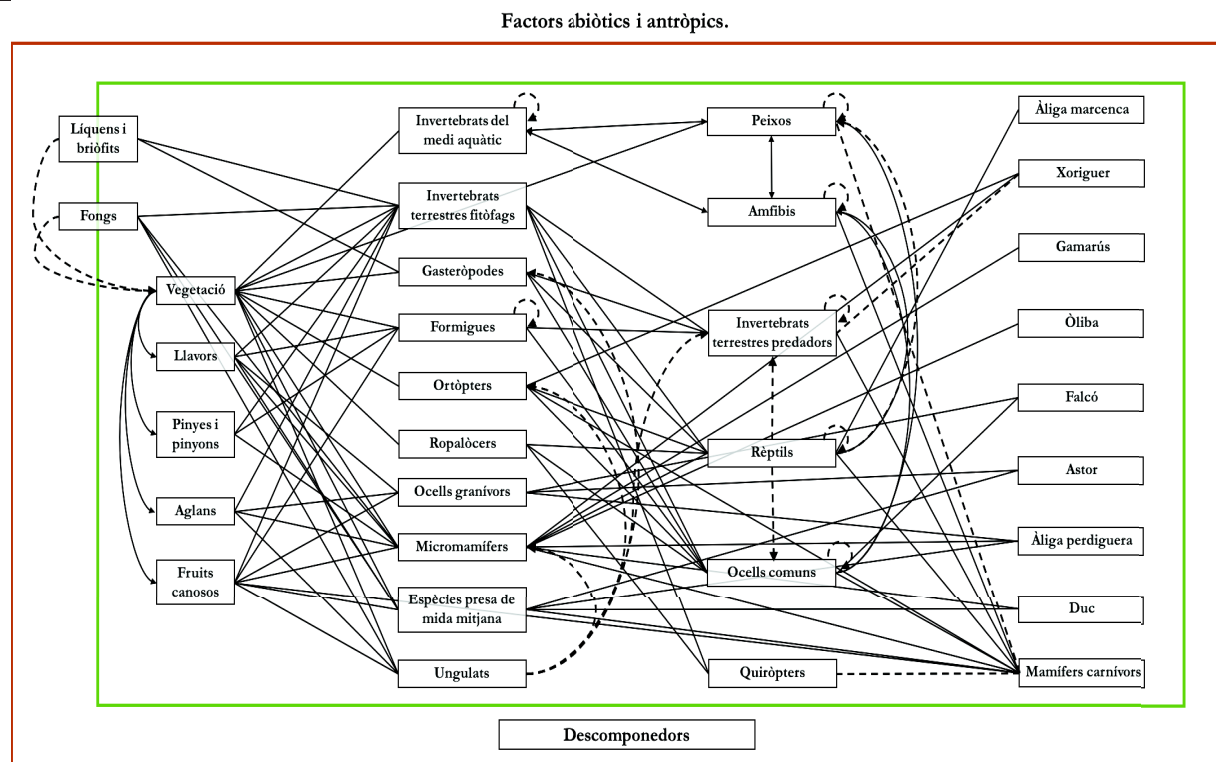 Factors abiòtics i antròpics.
Líquens i
briòfits
Fongs
Vegetació
Llavors
Pinyes i
pinyons
Aglans
Fruits
canosos
Invertebrats del
medi aquàtic
Invertebrats
terrestres fitòfags
Gasteròpodes
Formigues
Ortòpters
Ropalòcers
Ocells granívors
Micromamífers
Espècies presa de
mida mitjana
Ungulats
Peixos
Amfibis
Invertebrats
terrestres predadors
Rèptils
Ocells comuns
Quiròpters
Àliga marcenca
Xoriguer
Gamarús
Òliba
Falcó
Astor
Àliga perdiguera
Duc
Mamífers carnívors
Descomponedors